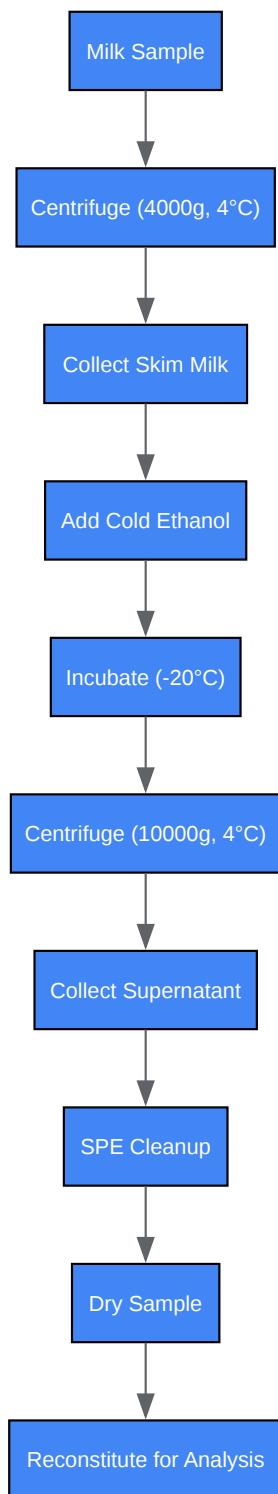 Milk Sample
Centrifuge (4000g, 4°C)
Collect Skim Milk
Add Cold Ethanol
Incubate (-20°C)
Centrifuge (10000g, 4°C)
Collect Supernatant
SPE Cleanup
Dry Sample
Reconstitute for Analysis